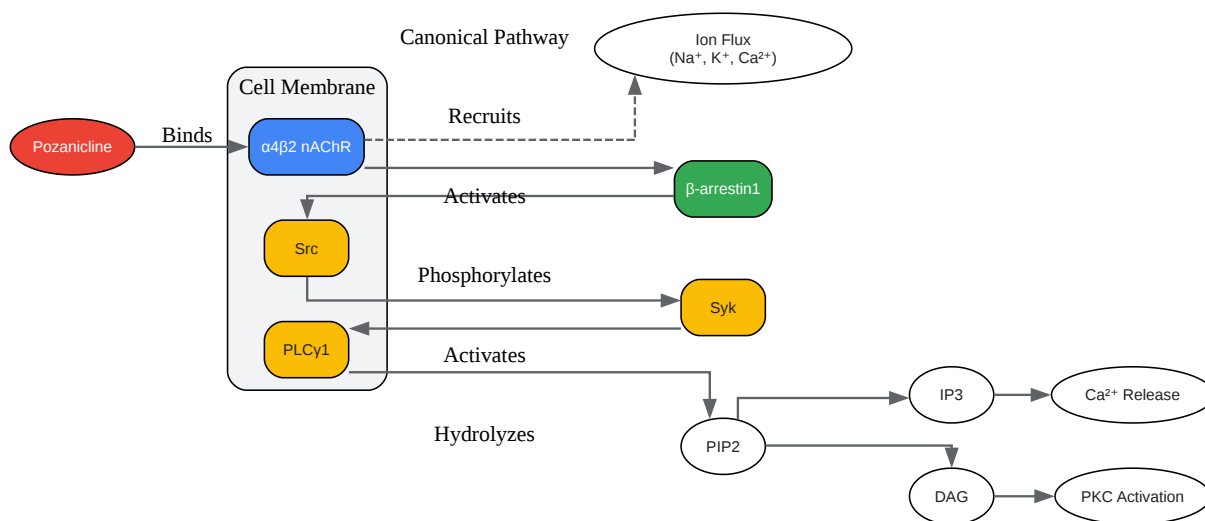 Canonical Pathway
Ion Flux
(Na⁺, K⁺, Ca²⁺)
Cell Membrane
Recruits
Pozanicline
Binds
α4β2 nAChR
β-arrestin1
Activates
Src
Phosphorylates
Syk
PLCγ1
Activates
IP3
Ca²⁺ Release
Hydrolyzes
PIP2
DAG
PKC Activation